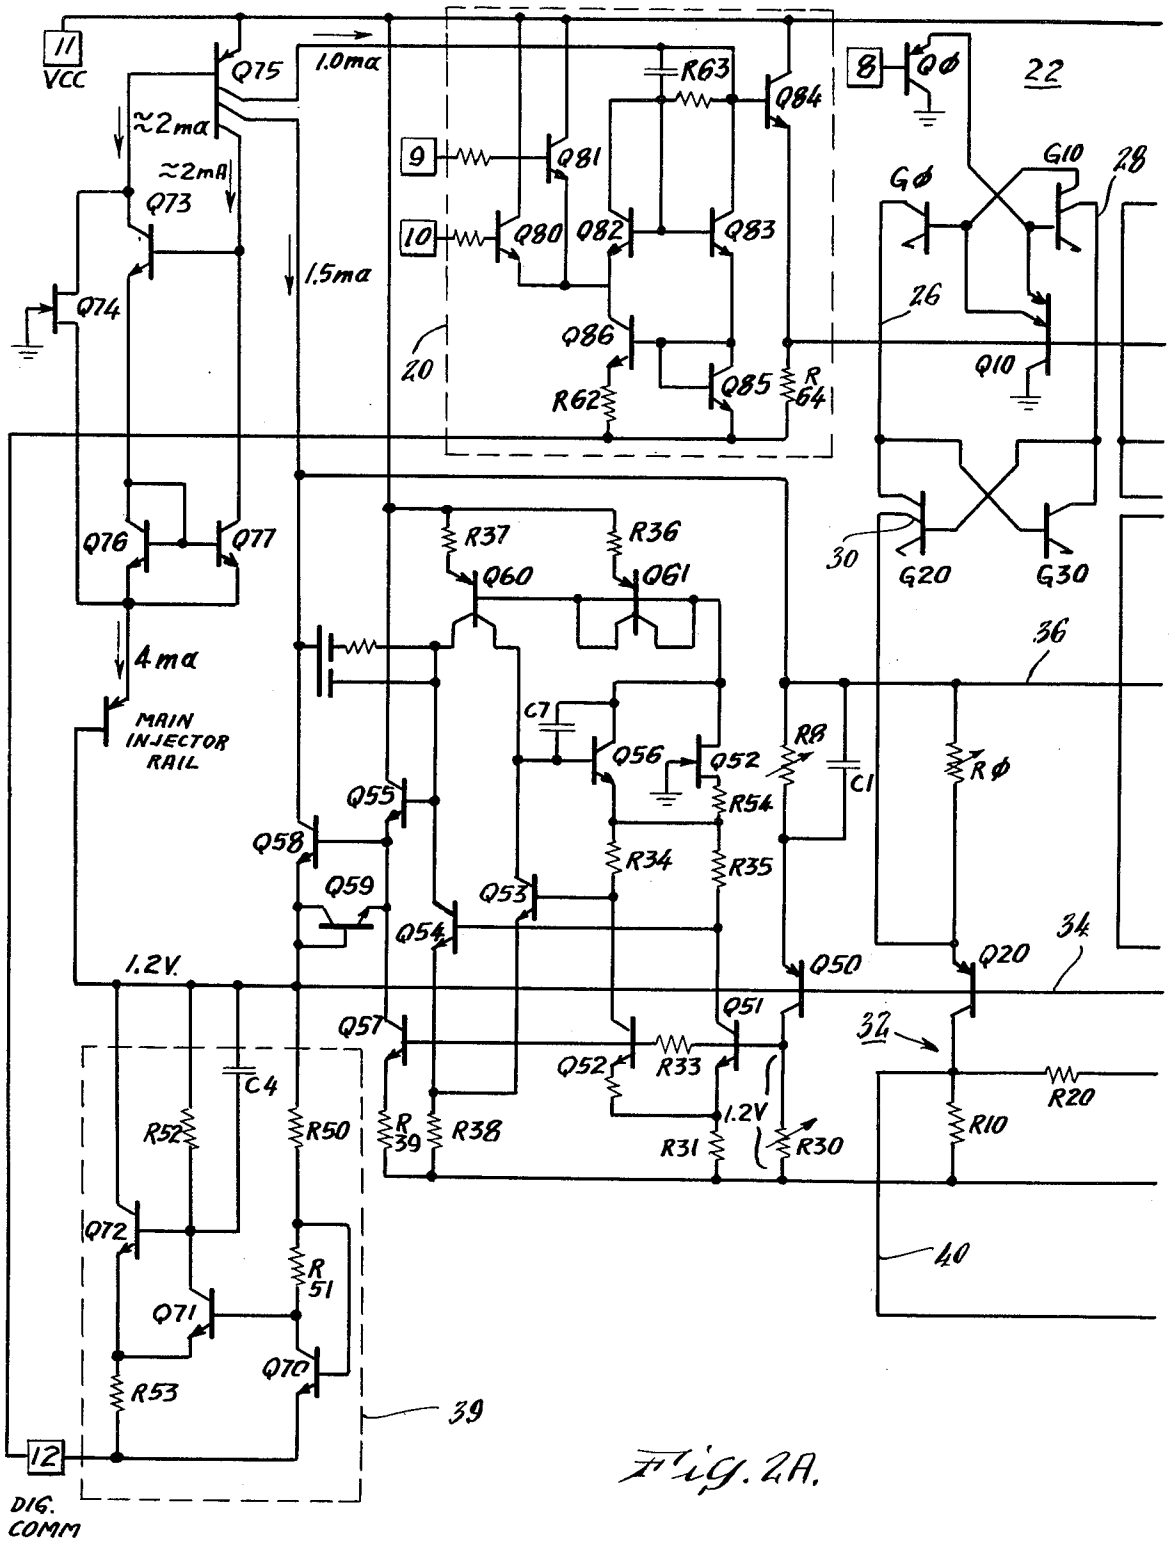 11
VCC
Q75
1.0ma
R63
Q84
8
QØ
22
≈2ma
≈2mA
9
Q81
GØ
G10
28
Q73
10
Q80
Q82
Q83
1.5ma
Q74
26
20
Q86
Q85
R62
R
64
Q10
Q76
Q77
R37
R36
30
G20
G30
Q60
Q61
36
4ma
MAIN
INJECTOR
RAIL
C7
Q56
Q52
R8
C1
RØ
Q55
R54
Q58
R34
R35
Q59
Q53
Q54
34
1.2V.
Q50
Q20
Q57
Q51
32
Q52
R33
C4
1.2V
R20
R52
R50
R
39
R38
R31
R30
R10
Q72
40
R
51
Q71
Q70
R53
39
12
DIG.
COMM
Fig. 2A.